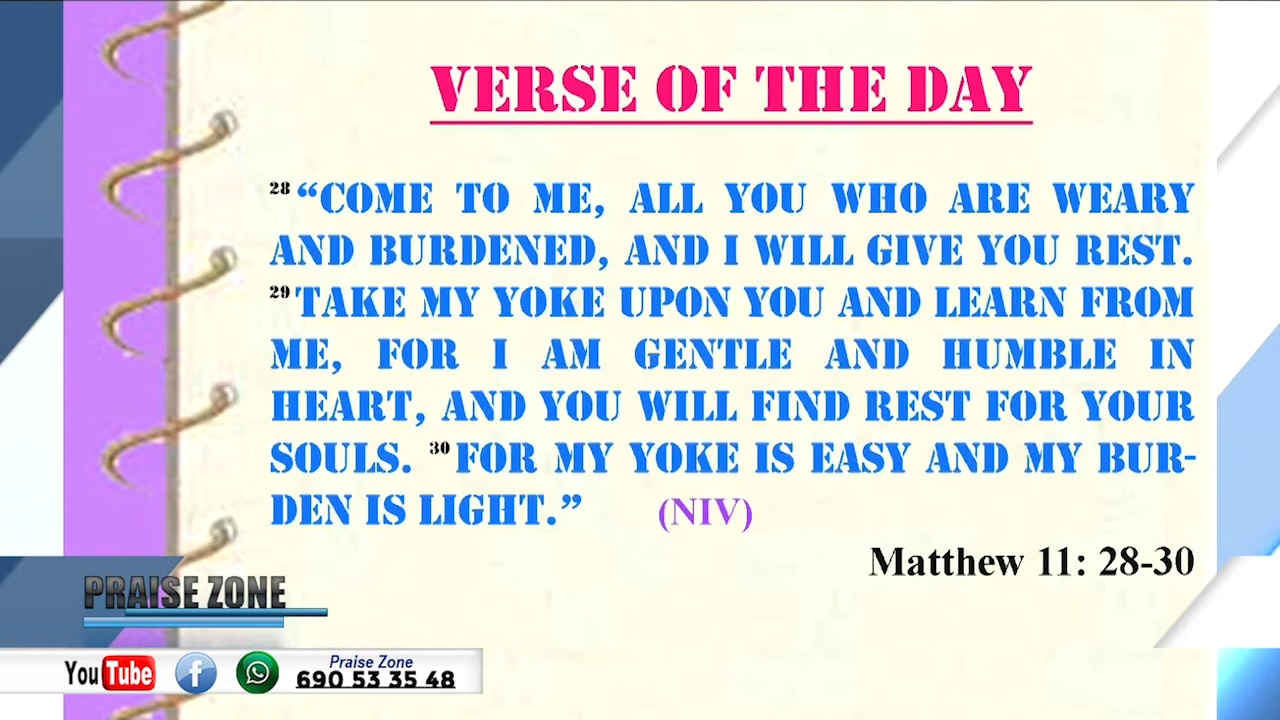 VERSE OF THE DAY
28 “COME TO ME, ALL YOU WHO ARE WEARY
AND BURDENED, AND I WILL GIVE YOU REST.
29 TAKE MY YOKE UPON YOU AND LEARN FROM
ME, FOR I AM GENTLE AND HUMBLE IN
HEART, AND YOU WILL FIND REST FOR YOUR
SOULS. 30 FOR MY YOKE IS EASY AND MY BUR-
DEN IS LIGHT.” (NIV)
Matthew 11: 28-30
PRAISE ZONE
YouTube f Praise Zone
690 53 35 48